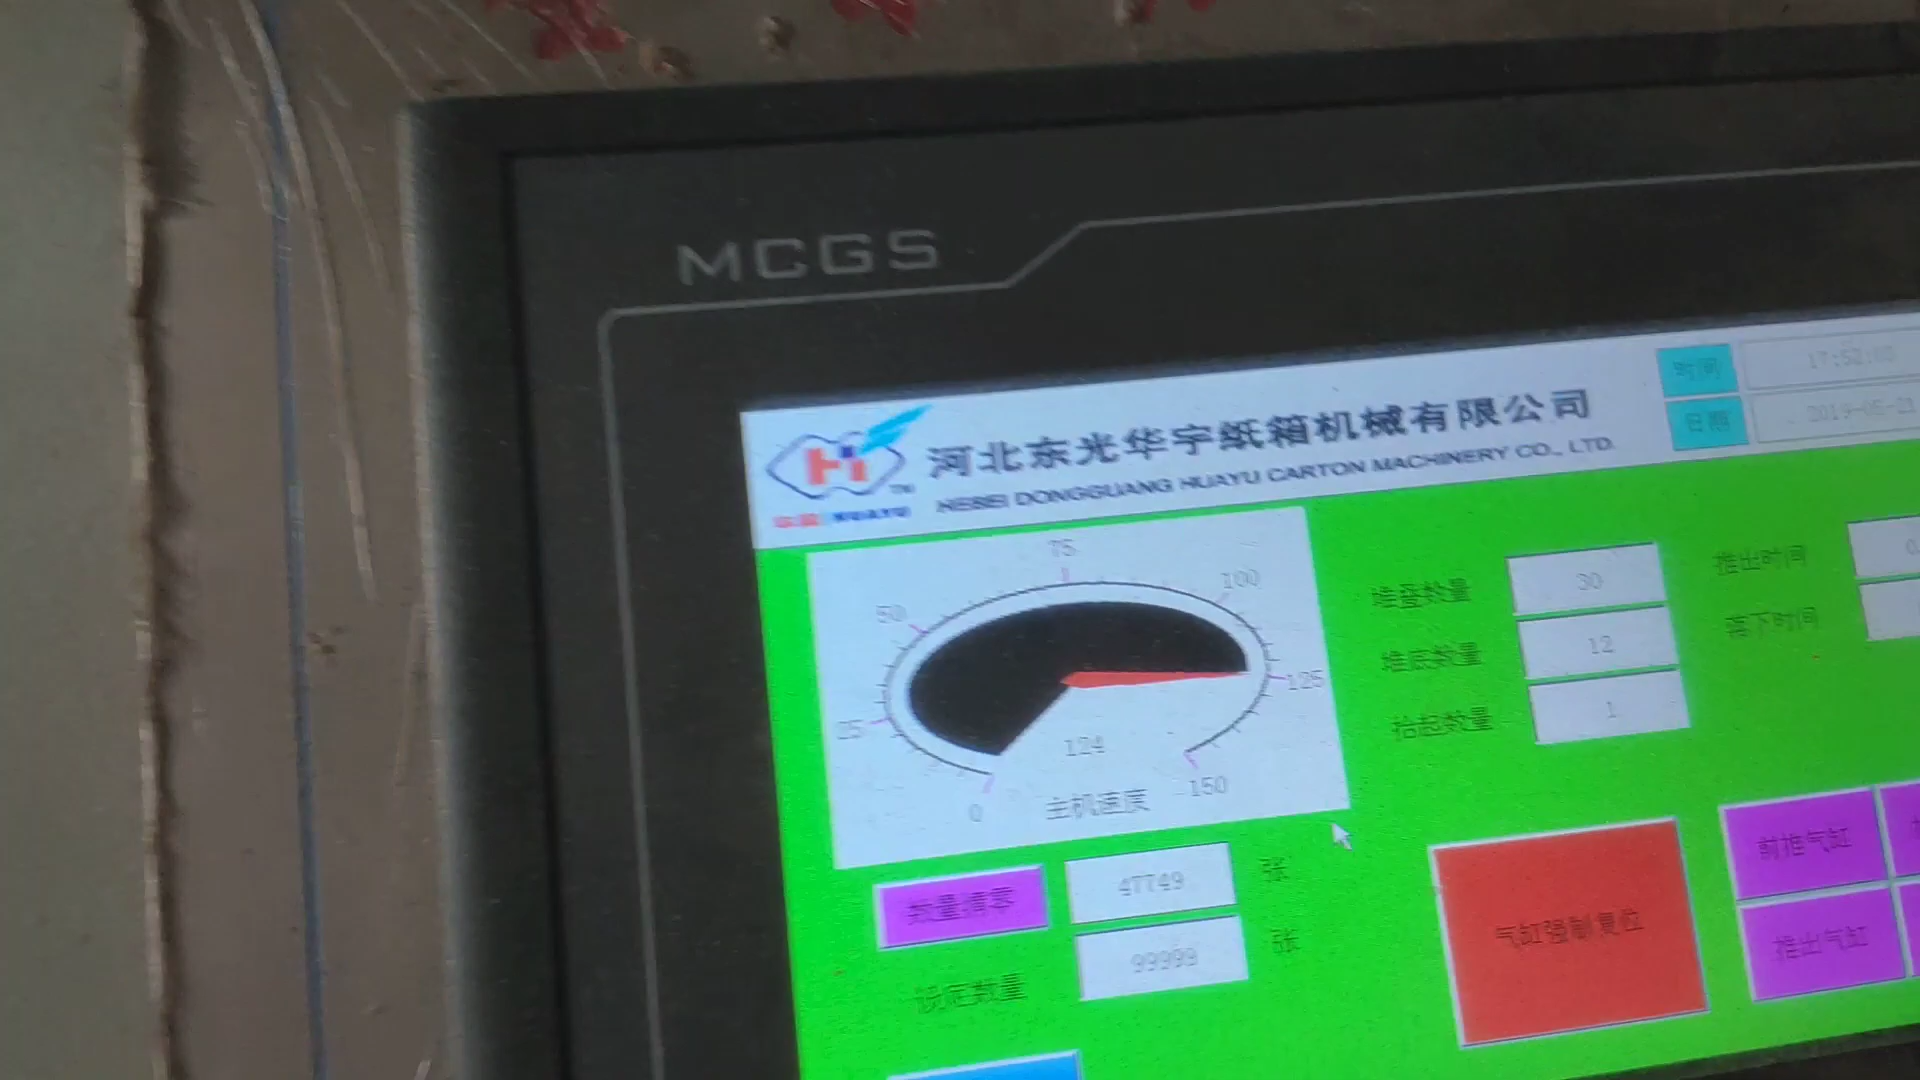 MCGS
河北东光华宇纸箱机械有限公司
HEBEI DONGGUANG HUAYU CARTON MACHINERY CO., LTD.
TM
HUAYU
时间
日期
0
25
50
75
100
125
150
124
主机速度
堆叠数量 30
堆底数量 12
抬起数量 1
推出时间
落下时间
数量清零 47749 张
设定数量 99999 张
气缸强制复位
前推气缸
推出气缸